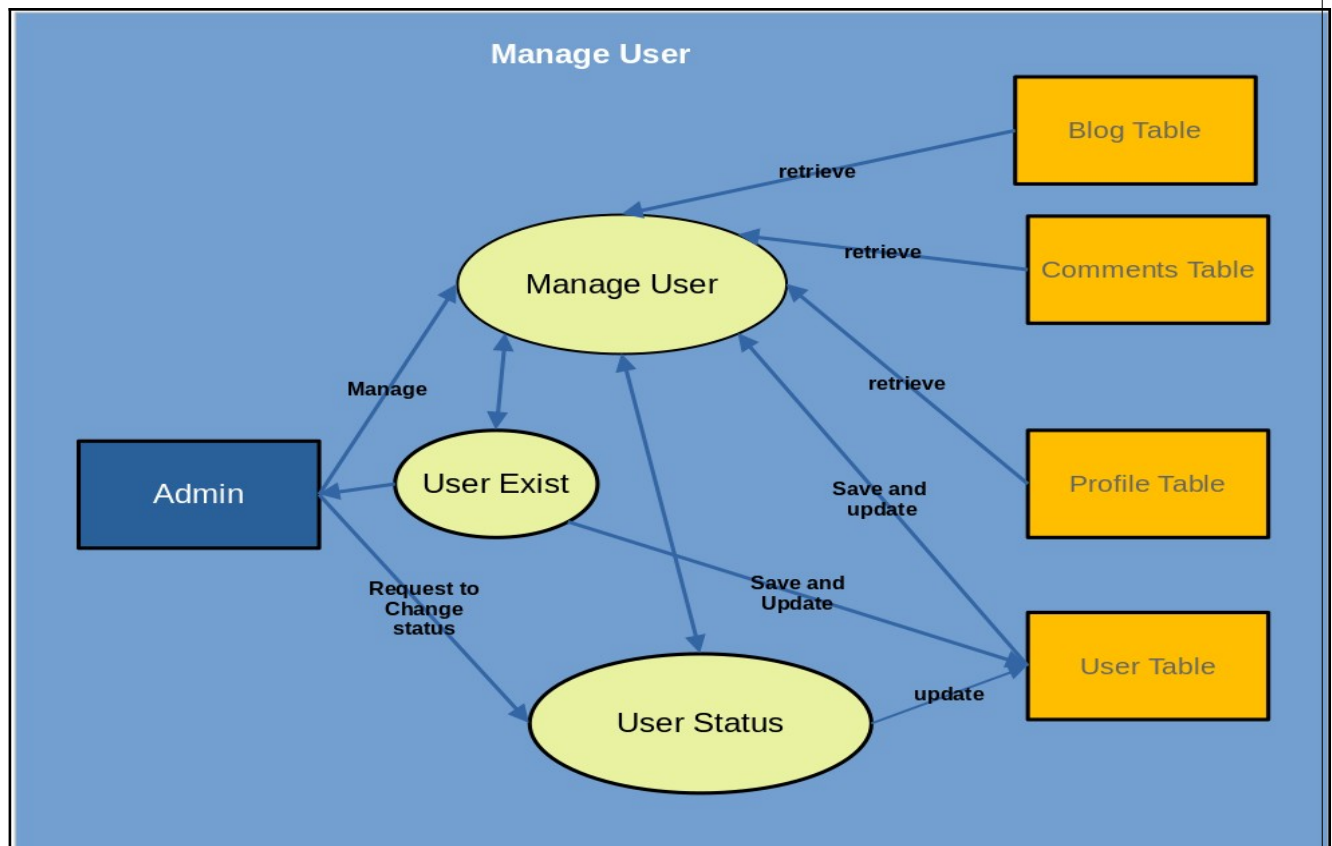 Manage User
Blog Table
retrieve
Comments Table
retrieve
Manage User
Manage
retrieve
Admin
User Exist
Profile Table
Save and
update
Request to
Change
status
Save and
Update
User Table
update
User Status